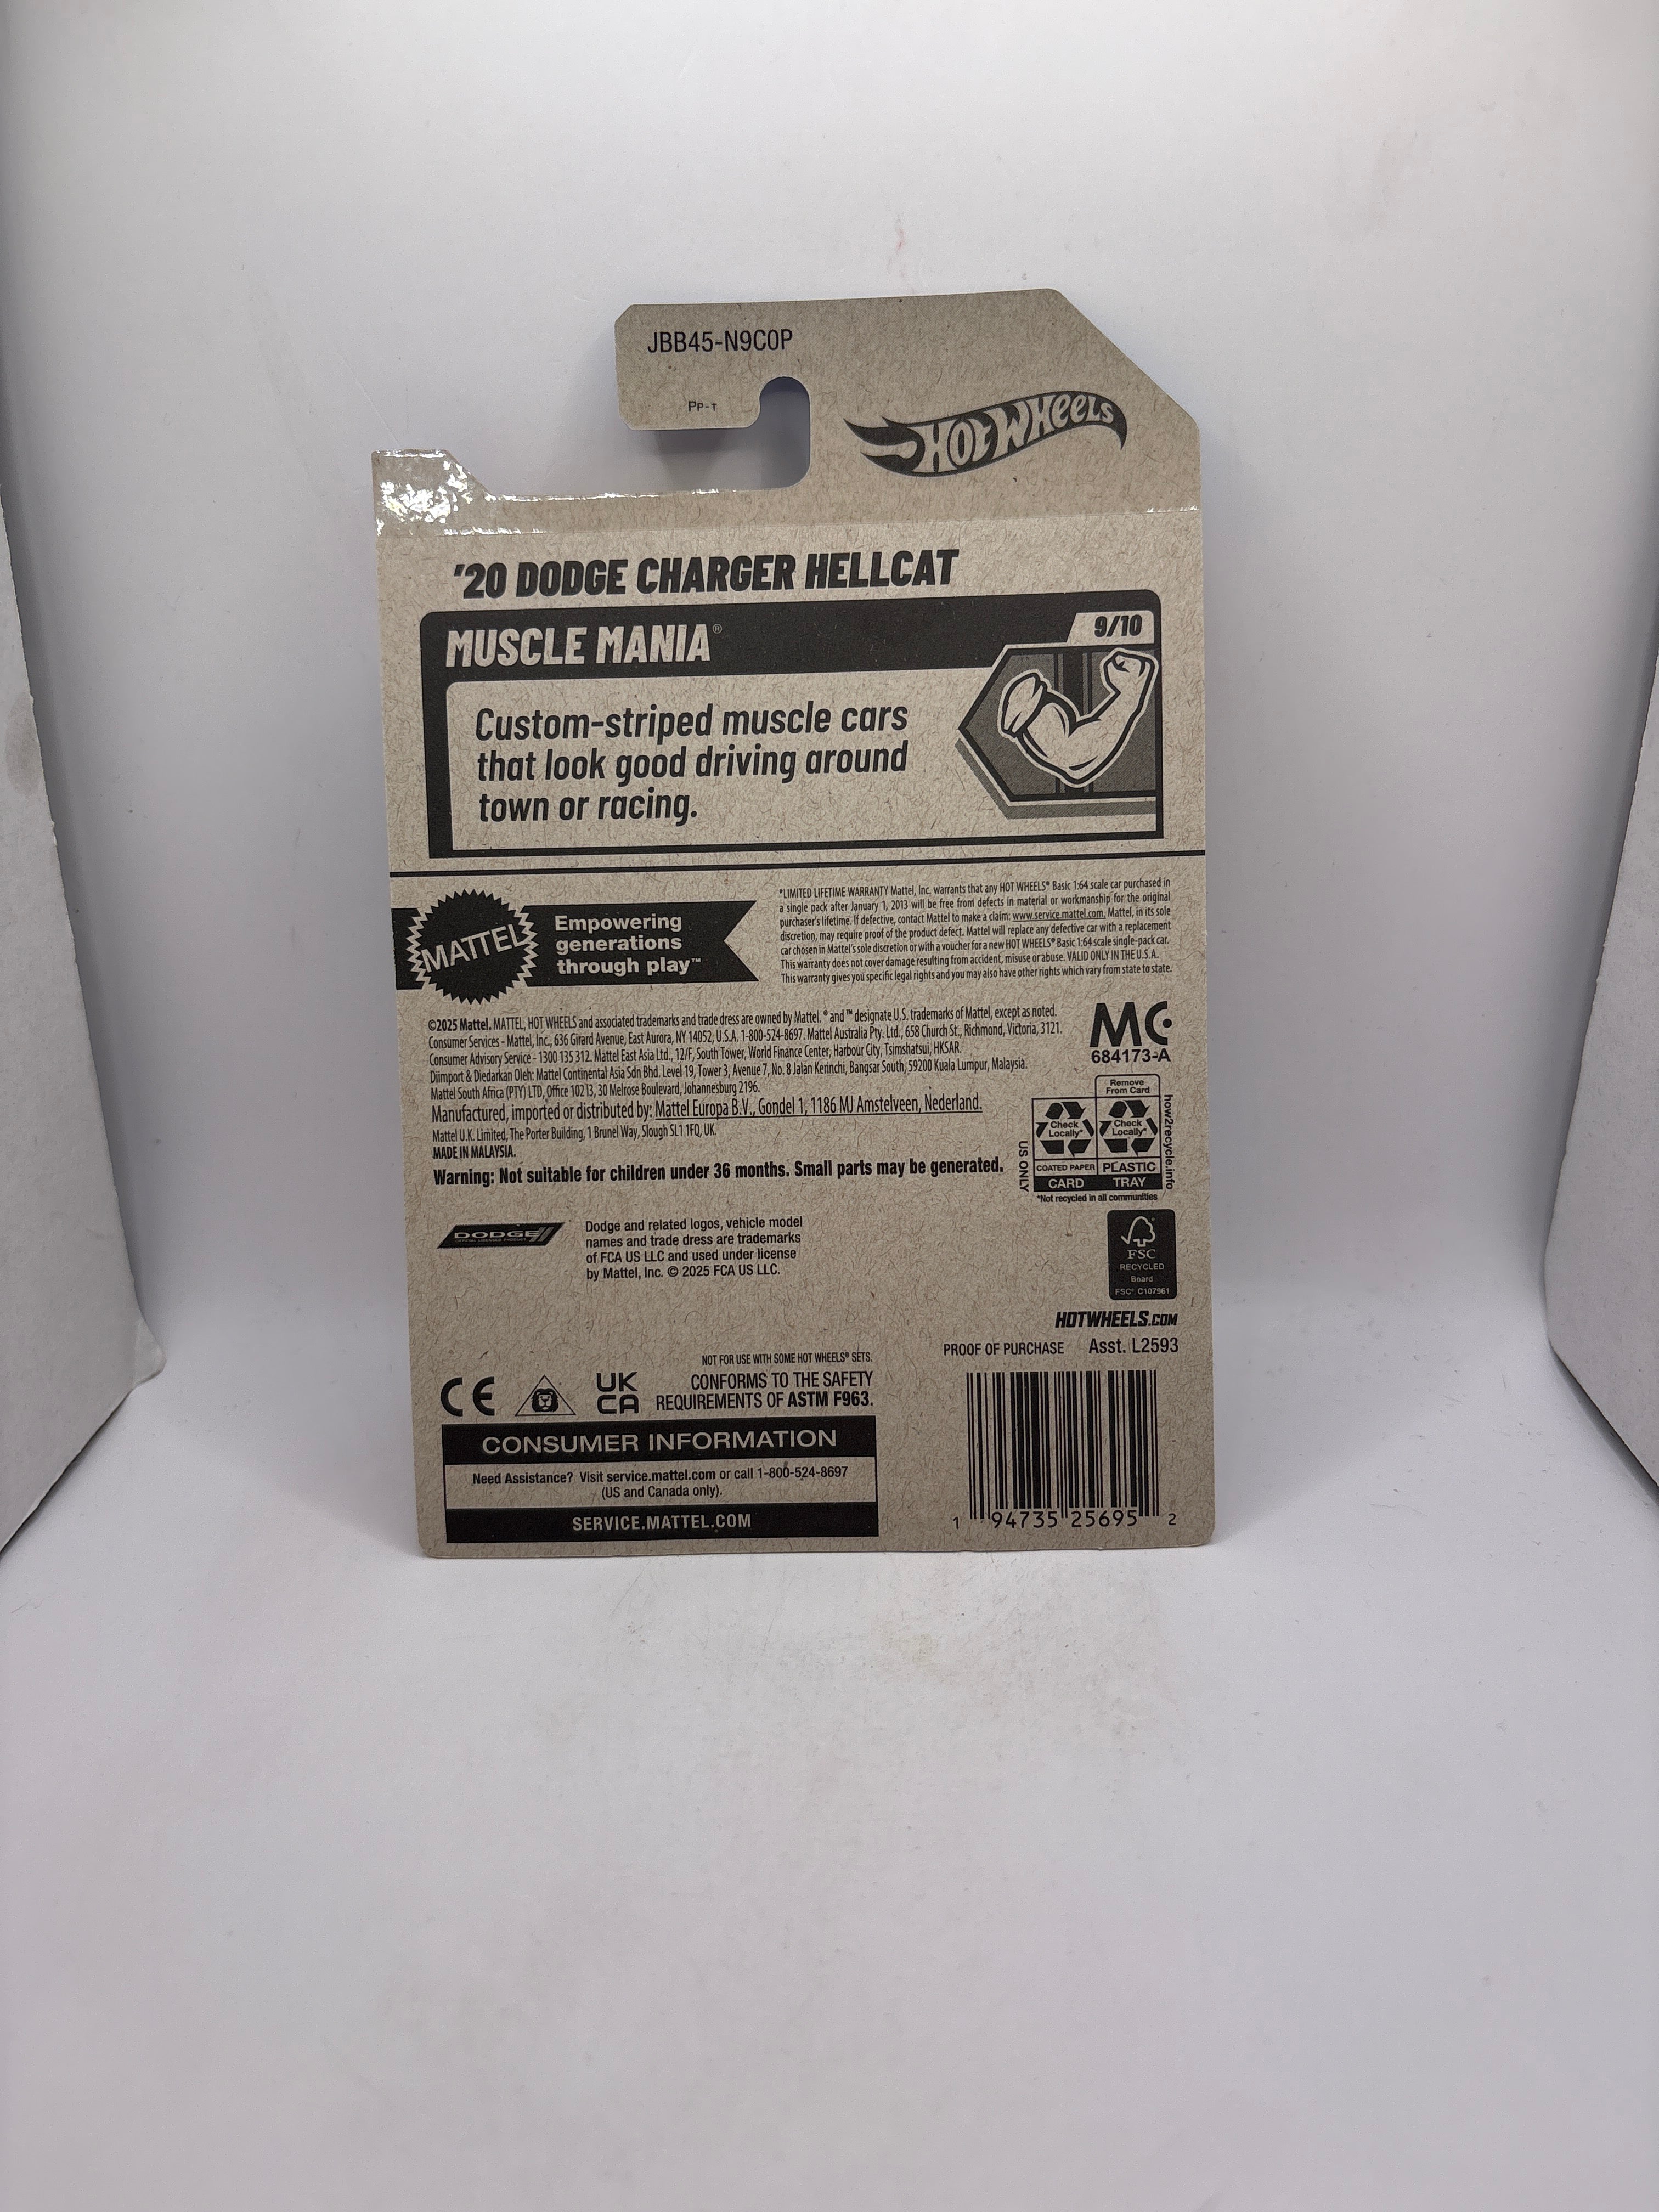 JBB45-N9C0P
Pp-T
HOT WHEELS
'20 DODGE CHARGER HELLCAT
MUSCLE MANIA®
9/10
Custom-striped muscle cars
that look good driving around
town or racing.
MATTEL
Empowering
generations
through play™
*LIMITED LIFETIME WARRANTY Mattel, Inc. warrants that any HOT WHEELS® Basic 1:64 scale car purchased in
a single pack after January 1, 2013 will be free from defects in material or workmanship for the original
purchaser's lifetime. If defective, contact Mattel to make a claim: www.service.mattel.com. Mattel, in its sole
discretion, may require proof of the product defect. Mattel will replace any defective car with a replacement
car chosen in Mattel's sole discretion or with a voucher for a new HOT WHEELS® Basic 1:64 scale single-pack car.
This warranty does not cover damage resulting from accident, misuse or abuse. VALID ONLY IN THE U.S.A.
This warranty gives you specific legal rights and you may also have other rights which vary from state to state.
©2025 Mattel. MATTEL, HOT WHEELS and associated trademarks and trade dress are owned by Mattel. ® and ™ designate U.S. trademarks of Mattel, except as noted.
Consumer Services - Mattel, Inc., 636 Girard Avenue, East Aurora, NY 14052, U.S.A. 1-800-524-8697. Mattel Australia Pty. Ltd., 658 Church St., Richmond, Victoria, 3121.
Consumer Advisory Service - 1300 135 312. Mattel East Asia Ltd., 12/F, South Tower, World Finance Center, Harbour City, Tsimshatsui, HKSAR.
Diimport & Diedarkan Oleh: Mattel Continental Asia Sdn Bhd. Level 19, Tower 3, Avenue 7, No. 8 Jalan Kerinchi, Bangsar South, 59200 Kuala Lumpur, Malaysia.
Mattel South Africa (PTY) LTD, Office 102 I3, 30 Melrose Boulevard, Johannesburg 2196.
Manufactured, imported or distributed by: Mattel Europa B.V., Gondel 1, 1186 MJ Amstelveen, Nederland.
Mattel U.K. Limited, The Porter Building, 1 Brunel Way, Slough SL1 1FQ, UK.
MADE IN MALAYSIA.
Warning: Not suitable for children under 36 months. Small parts may be generated.
MC
684173-A
Remove
From Card
Check
Locally*
Check
Locally*
COATED PAPER
PLASTIC
CARD
TRAY
US ONLY
how2recycle.info
*Not recycled in all communities
DODGE
Dodge and related logos, vehicle model
names and trade dress are trademarks
of FCA US LLC and used under license
by Mattel, Inc. © 2025 FCA US LLC.
FSC
RECYCLED
Board
FSC® C107961
HOTWHEELS.COM
PROOF OF PURCHASE Asst. L2593
NOT FOR USE WITH SOME HOT WHEELS® SETS.
CE
UK
CA
CONFORMS TO THE SAFETY
REQUIREMENTS OF ASTM F963.
CONSUMER INFORMATION
Need Assistance? Visit service.mattel.com or call 1-800-524-8697
(US and Canada only).
SERVICE.MATTEL.COM
1 94735 25695 2